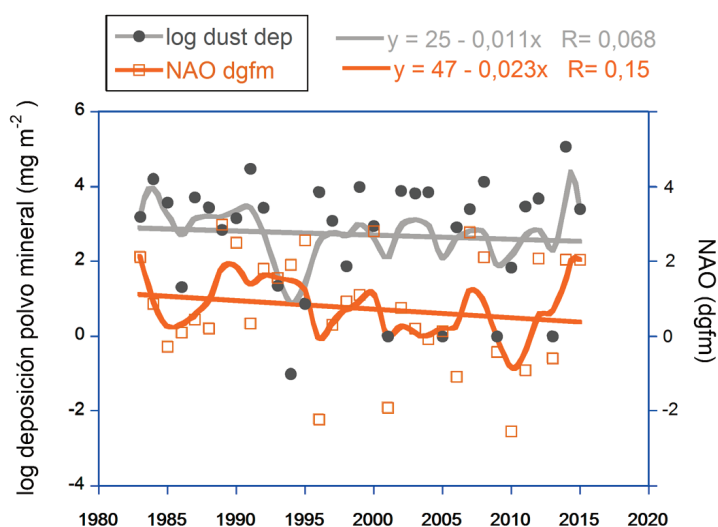 log dust dep
NAO dgfm
y = 25 - 0,011x R= 0,068
y = 47 - 0,023x R= 0,15
log deposición polvo mineral (mg m-2)
6
4
2
0
-2
-4
4
2
0
2
NAO (dgfm)
1980 1985 1990 1995 2000 2005 2010 2015 2020